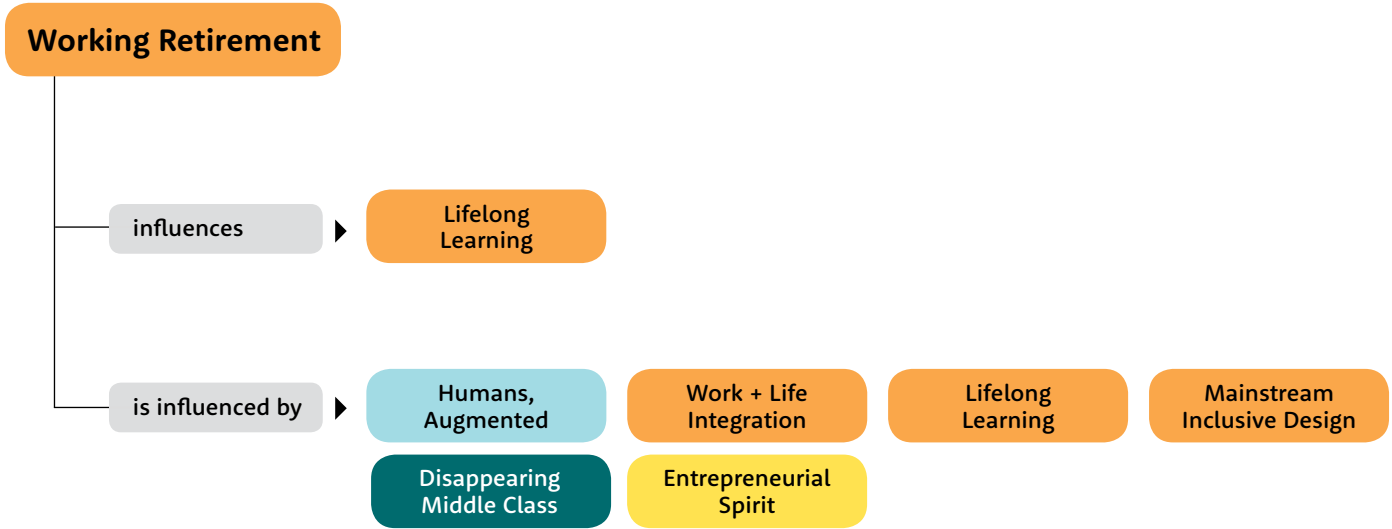 Working Retirement
influences
Lifelong
Learning
is influenced by
Humans,
Augmented
Work + Life
Integration
Lifelong
Learning
Mainstream
Inclusive Design
Disappearing
Middle Class
Entrepreneurial
Spirit